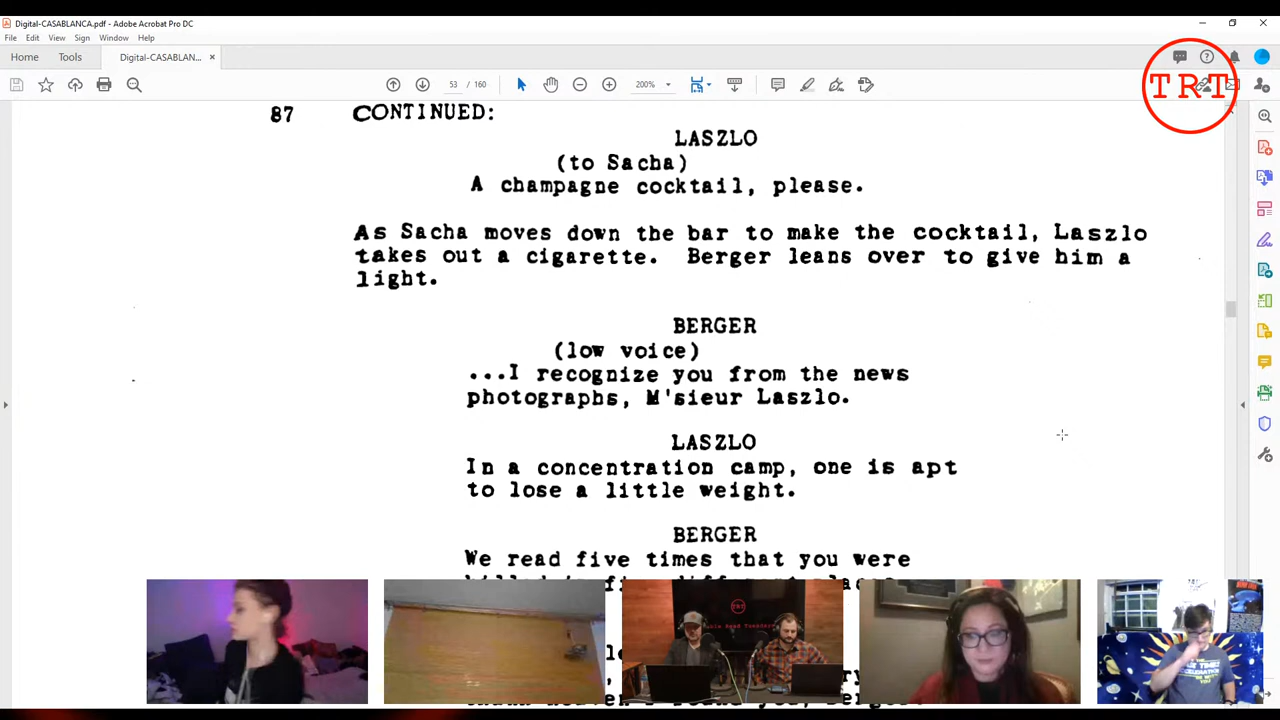 Digital-CASABLANCA.pdf - Adobe Acrobat Pro DC
File Edit View Sign Window Help
Home Tools Digital-CASABLAN... ×
53 / 160 200%
TRT
87 CONTINUED:
LASZLO
(to Sacha)
A champagne cocktail, please.
As Sacha moves down the bar to make the cocktail, Laszlo
takes out a cigarette. Berger leans over to give him a
light.
BERGER
(low voice)
...I recognize you from the news
photographs, M'sieur Laszlo.
LASZLO
In a concentration camp, one is apt
to lose a little weight.
BERGER
We read five times that you were
TRT